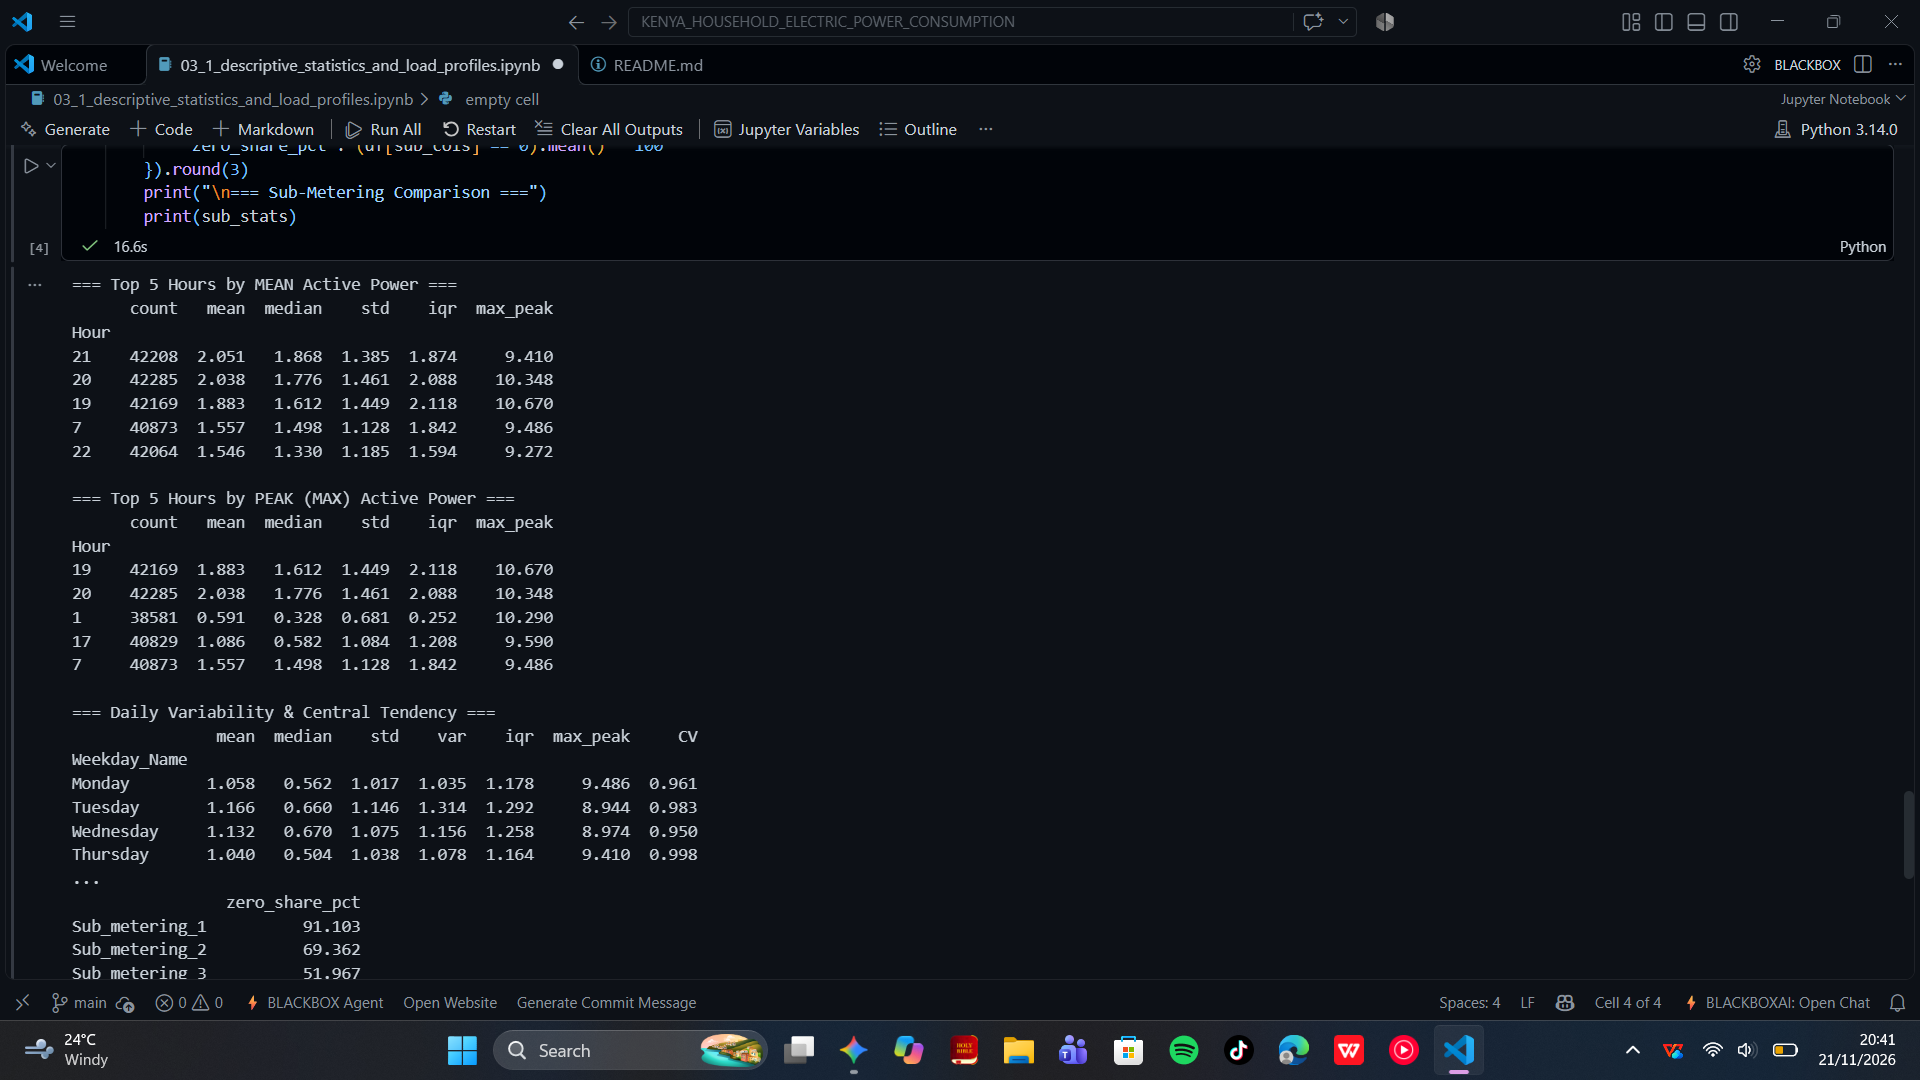 KENYA_HOUSEHOLD_ELECTRIC_POWER_CONSUMPTION
Welcome
03_1_descriptive_statistics_and_load_profiles.ipynb
README.md
BLACKBOX
03_1_descriptive_statistics_and_load_profiles.ipynb > empty cell
Jupyter Notebook
Generate + Code + Markdown Run All Restart Clear All Outputs Jupyter Variables Outline ...
Python 3.14.0
zero_share_pct : (df[sub_cols] == 0).mean() * 100
}).round(3)
print("\n=== Sub-Metering Comparison ===")
print(sub_stats)
[4] 16.6s Python
=== Top 5 Hours by MEAN Active Power ===
count mean median std iqr max_peak
Hour
21 42208 2.051 1.868 1.385 1.874 9.410
20 42285 2.038 1.776 1.461 2.088 10.348
19 42169 1.883 1.612 1.449 2.118 10.670
7 40873 1.557 1.498 1.128 1.842 9.486
22 42064 1.546 1.330 1.185 1.594 9.272
=== Top 5 Hours by PEAK (MAX) Active Power ===
count mean median std iqr max_peak
Hour
19 42169 1.883 1.612 1.449 2.118 10.670
20 42285 2.038 1.776 1.461 2.088 10.348
1 38581 0.591 0.328 0.681 0.252 10.290
17 40829 1.086 0.582 1.084 1.208 9.590
7 40873 1.557 1.498 1.128 1.842 9.486
=== Daily Variability & Central Tendency ===
mean median std var iqr max_peak CV
Weekday_Name
Monday 1.058 0.562 1.017 1.035 1.178 9.486 0.961
Tuesday 1.166 0.660 1.146 1.314 1.292 8.944 0.983
Wednesday 1.132 0.670 1.075 1.156 1.258 8.974 0.950
Thursday 1.040 0.504 1.038 1.078 1.164 9.410 0.998
...
zero_share_pct
Sub_metering_1 91.103
Sub_metering_2 69.362
Sub_metering_3 51.967
main 0 0 BLACKBOX Agent Open Website Generate Commit Message
Spaces: 4 LF Cell 4 of 4 BLACKBOXAI: Open Chat
24°C
Windy
Search
HOLY BIBLE
20:41
21/11/2026